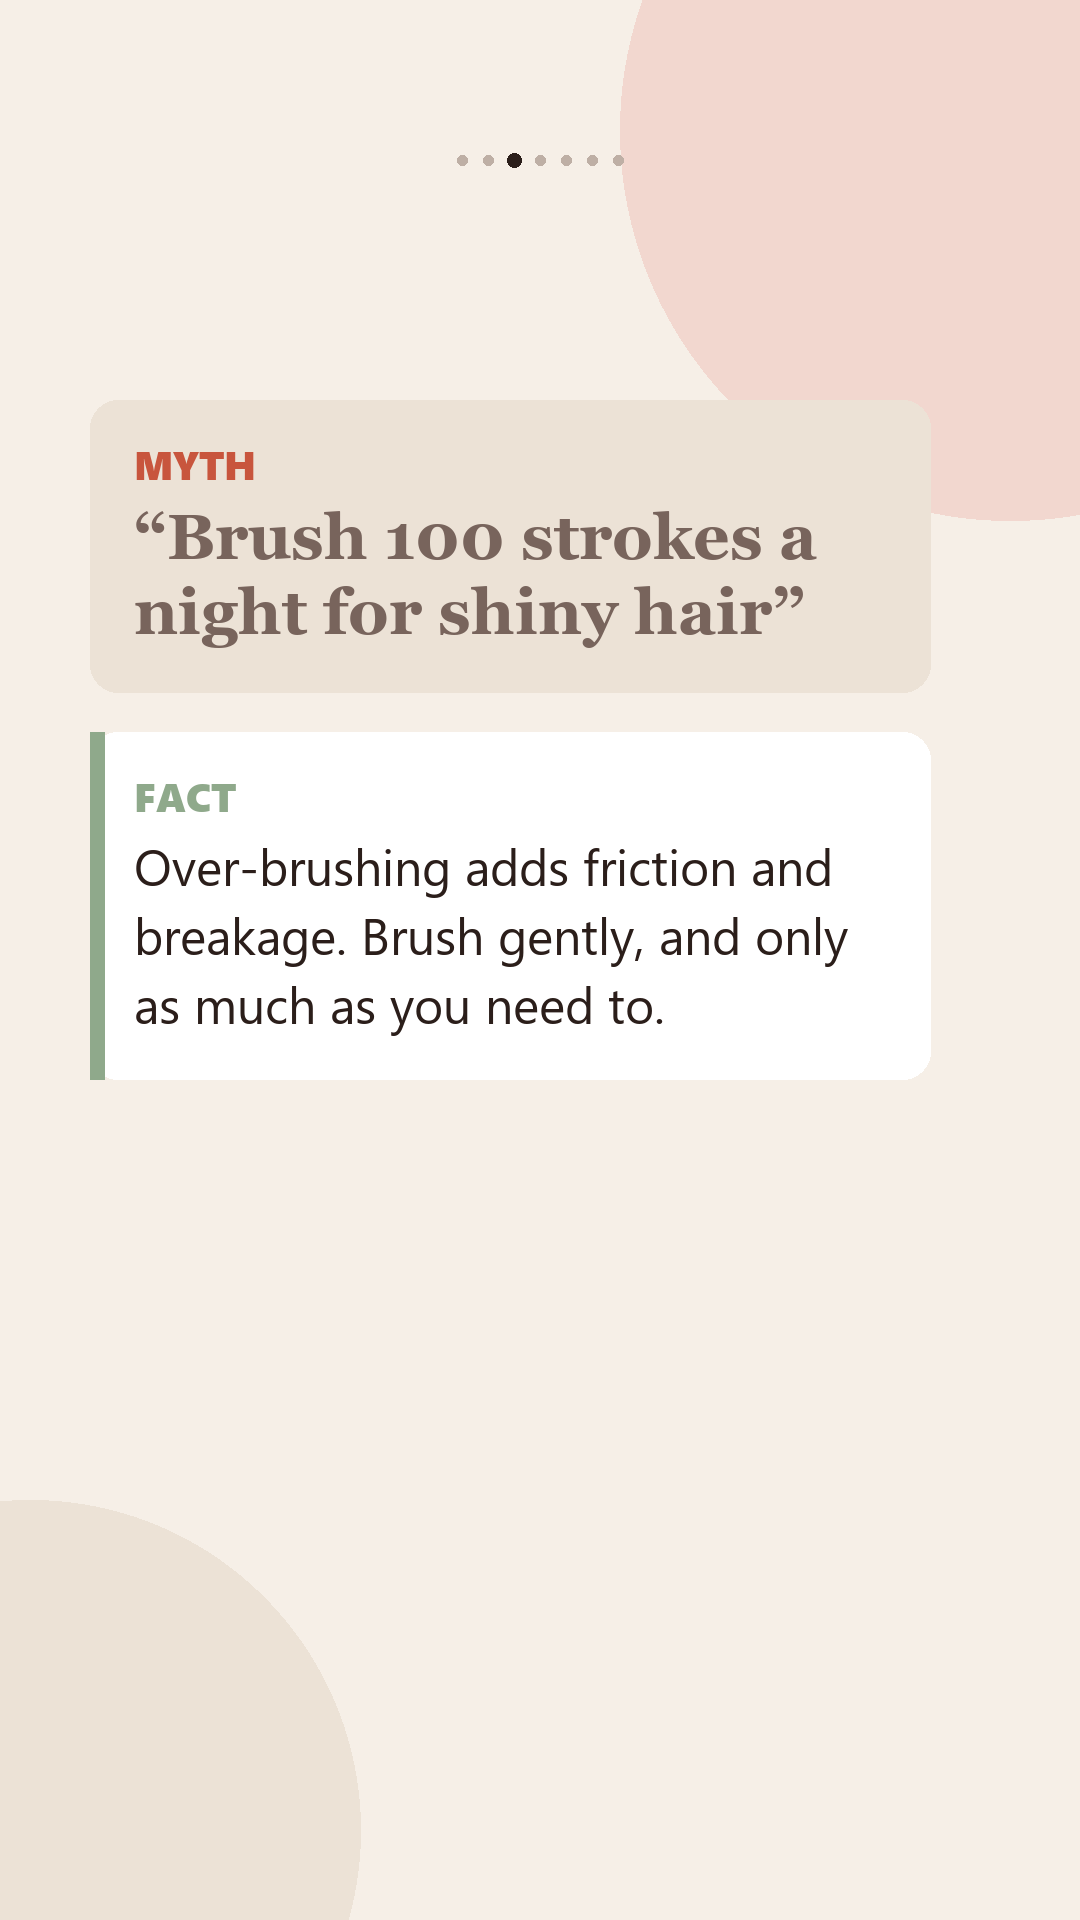 MYTH
“Brush 100 strokes a
night for shiny hair”
FACT
Over-brushing adds friction and
breakage. Brush gently, and only
as much as you need to.